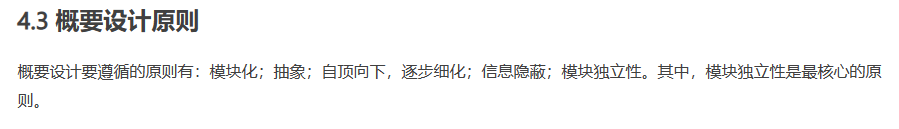 4.3 概要设计原则
概要设计要遵循的原则有：模块化；抽象；自顶向下，逐步细化；信息隐蔽；模块独立性。其中，模块独立性是最核心的原
则。